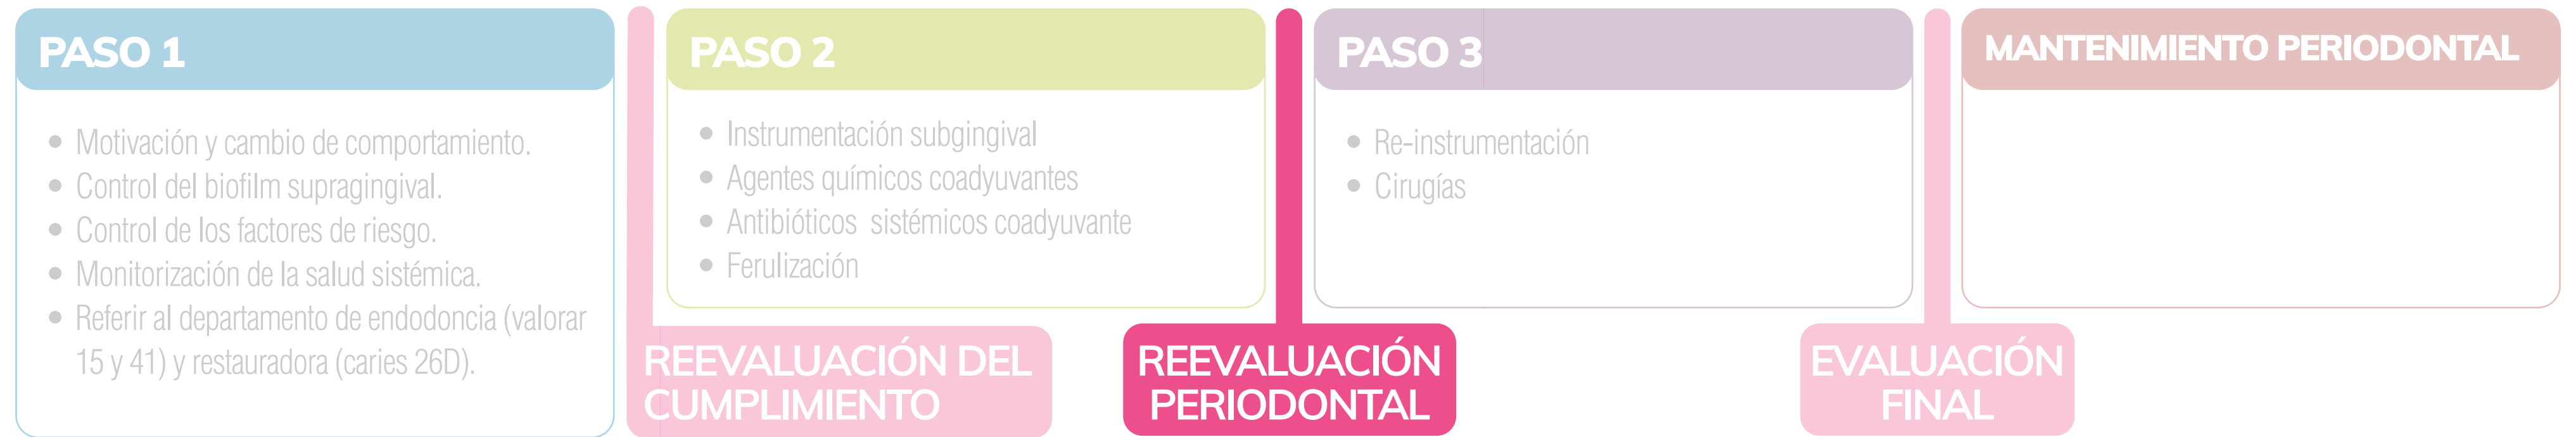 PASO 1
• Motivación y cambio de comportamiento.
• Control del biofilm supragingival.
• Control de los factores de riesgo.
• Monitorización de la salud sistémica.
• Referir al departamento de endodoncia (valorar
15 y 41) y restauradora (caries 26D).
REEVALUACIÓN DEL
CUMPLIMIENTO
PASO 2
• Instrumentación subgingival
• Agentes químicos coadyuvantes
• Antibióticos sistémicos coadyuvante
• Ferulización
REEVALUACIÓN
PERIODONTAL
PASO 3
• Re-instrumentación
• Cirugías
EVALUACIÓN
FINAL
MANTENIMIENTO PERIODONTAL